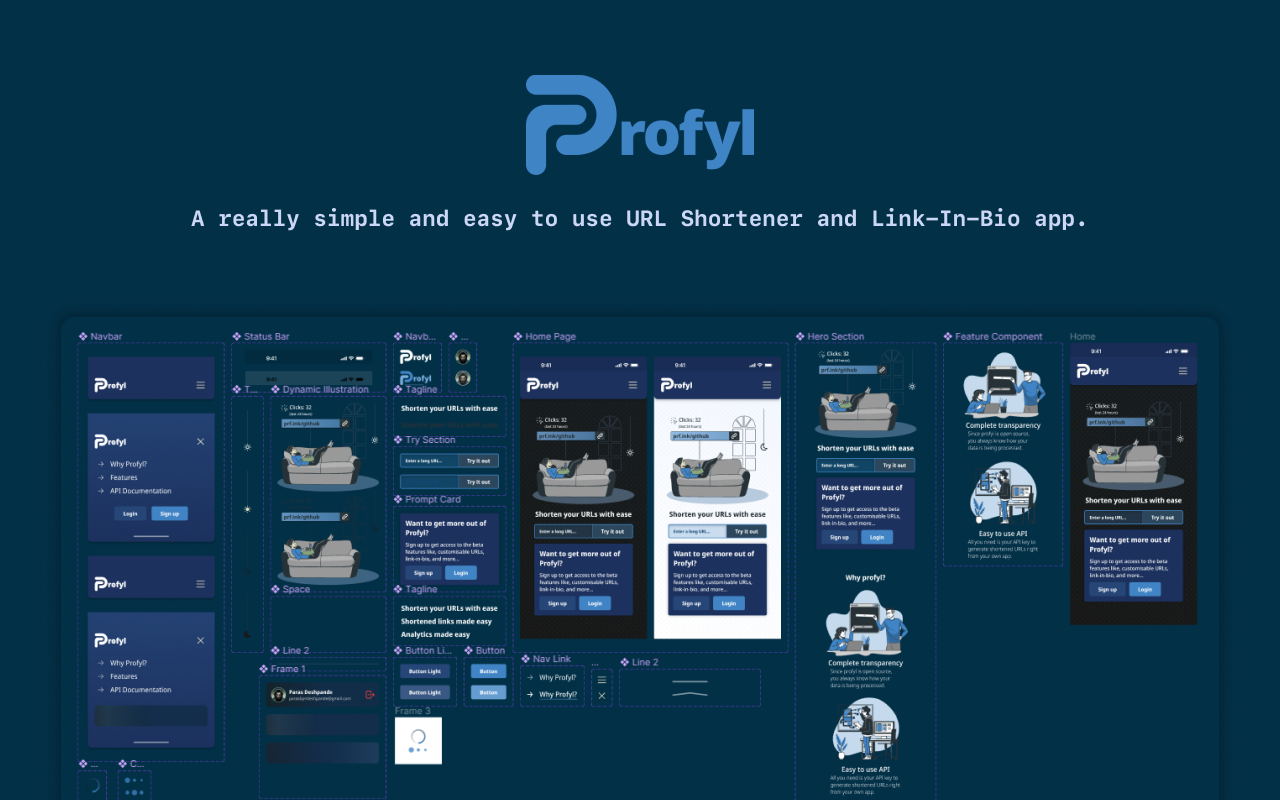 Profyl
A really simple and easy to use URL Shortener and Link-In-Bio app.
Navbar
Profyl
Profyl
Why Profyl?
Features
API Documentation
Login
Sign up
Profyl
Profyl
Why Profyl?
Features
API Documentation
...
C...
Status Bar
9:41
9:41
T...
Dynamic Illustration
Clicks: 32
(last 24 hours)
prf.ink/github
prf.ink/github
Space
Line 2
Frame 1
Paras Deshpande
Navb...
...
Profyl
Profyl
Tagline
Shorten your URLs with ease
Try Section
Enter a long URL...
Try it out
Try it out
Prompt Card
Want to get more out of
Profyl?
Sign up to get access to the beta
features like, customisable URLs,
link-in-bio, and more...
Sign up
Login
Tagline
Shorten your URLs with ease
Shortened links made easy
Analytics made easy
Button Li...
Button Light
Button Light
Button
Button
Button
Frame 3
Home Page
9:41
Profyl
Clicks: 32
(last 24 hours)
prf.ink/github
Shorten your URLs with ease
Enter a long URL...
Try it out
Want to get more out of
Profyl?
Sign up to get access to the beta
features like, customisable URLs,
link-in-bio, and more...
Sign up
Login
9:41
Profyl
Clicks: 32
(last 24 hours)
prf.ink/github
Shorten your URLs with ease
Enter a long URL...
Try it out
Want to get more out of
Profyl?
Sign up to get access to the beta
features like, customisable URLs,
link-in-bio, and more...
Sign up
Login
Nav Link
Why Profyl?
Why Profyl?
...
Line 2
Hero Section
Clicks: 32
(last 24 hours)
prf.ink/github
Shorten your URLs with ease
Enter a long URL...
Try it out
Want to get more out of
Profyl?
Sign up to get access to the beta
features like, customisable URLs,
link-in-bio, and more...
Sign up
Login
Why profyl?
Complete transparency
Since profly is open source,
you always know how your
data is being processed.
Easy to use API
All you need is your API key to
generate shortened URLs right
from your own app.
Feature Component
Complete transparency
Since profly is open source,
you always know how your
data is being processed.
Easy to use API
All you need is your API key to
generate shortened URLs right
from your own app.
Home
9:41
Profyl
Clicks: 32
(last 24 hours)
prf.ink/github
Shorten your URLs with ease
Enter a long URL...
Try it out
Want to get more out of
Profyl?
Sign up to get access to the beta
features like, customisable URLs,
link-in-bio, and more...
Sign up
Login